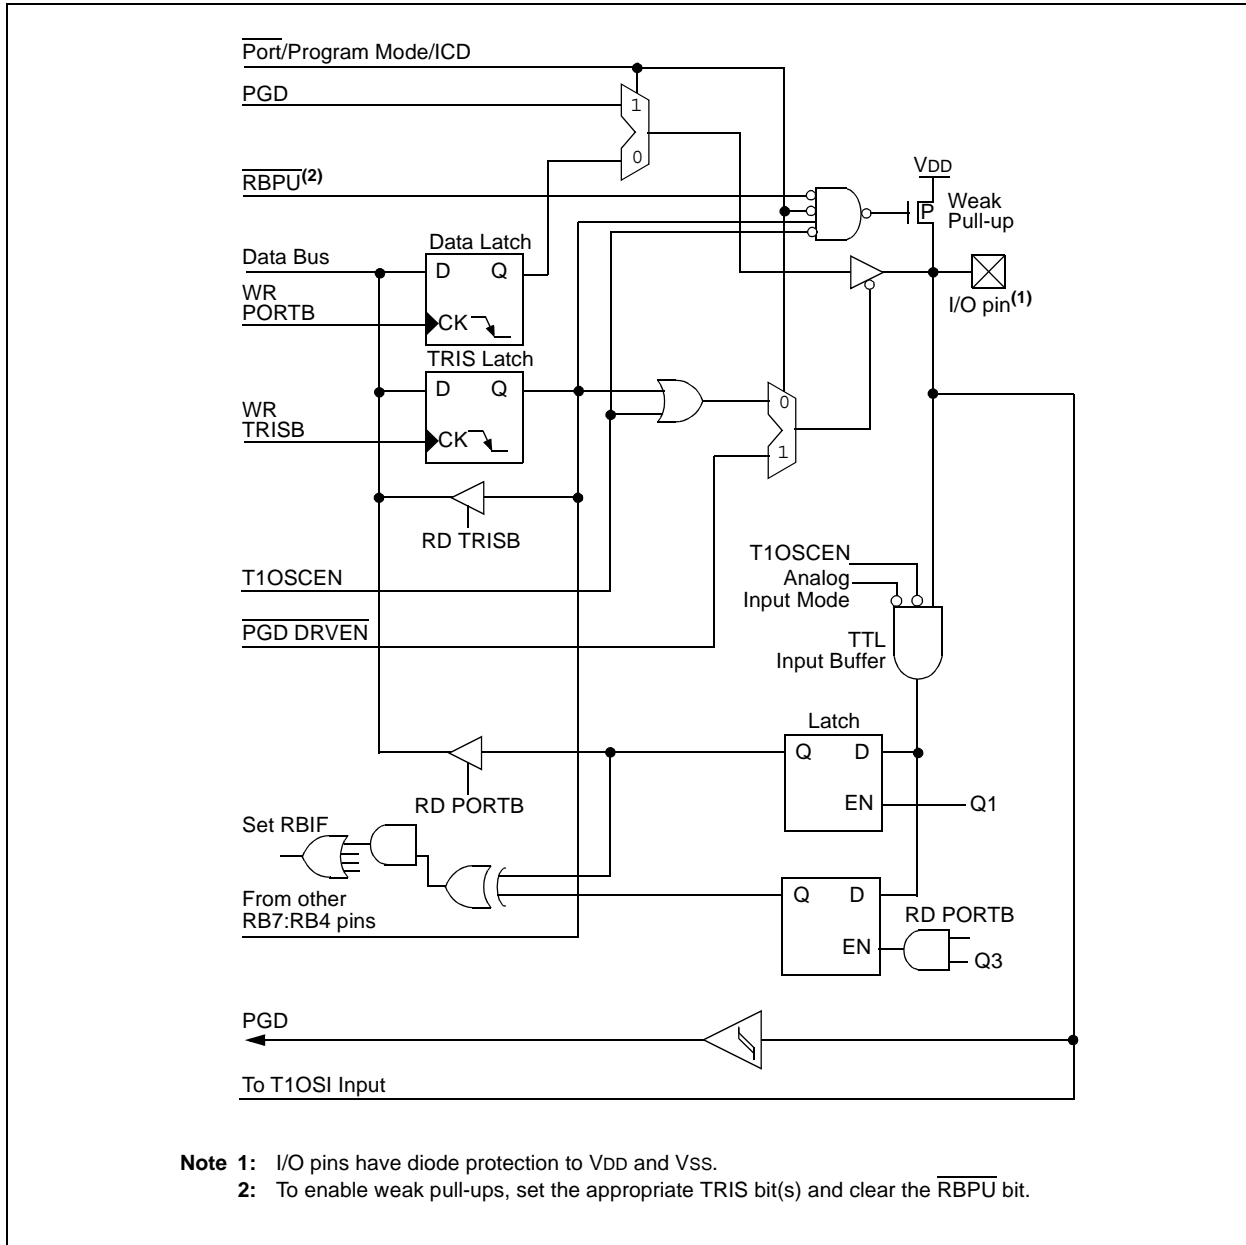 Port/Program Mode/ICD
PGD
1
0
RBPU(2)
VDD
P
Weak
Pull-up
Data Bus
WR
PORTB
Data Latch
D Q
CK
I/O pin(1)
TRIS Latch
D Q
CK
WR
TRISB
0
1
RD TRISB
T1OSCEN
PGD DRVEN
T1OSCEN
Analog
Input Mode
TTL
Input Buffer
Latch
Q D
EN
Q1
RD PORTB
Set RBIF
From other
RB7:RB4 pins
Q D
EN
RD PORTB
Q3
PGD
To T1OSI Input
Note 1: I/O pins have diode protection to VDD and VSS.
2: To enable weak pull-ups, set the appropriate TRIS bit(s) and clear the RBPU bit.